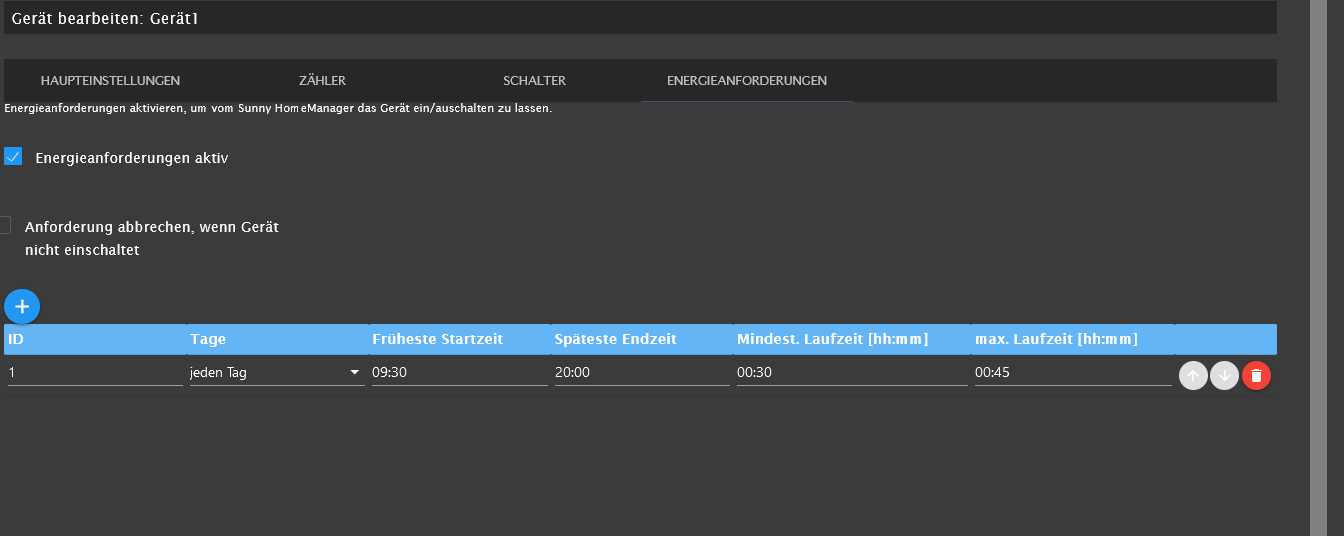 Gerät bearbeiten: Gerät1
HAUPTEINSTELLUNGEN ZÄHLER SCHALTER ENERGIEANFORDERUNGEN
Energieanforderungen aktivieren, um vom Sunny HomeManager das Gerät ein/auschalten zu lassen.
Energieanforderungen aktiv
Anforderung abbrechen, wenn Gerät
nicht einschaltet
ID Tage Früheste Startzeit Späteste Endzeit Mindest. Laufzeit [hh:mm] max. Laufzeit [hh:mm]
1 jeden Tag 09:30 20:00 00:30 00:45